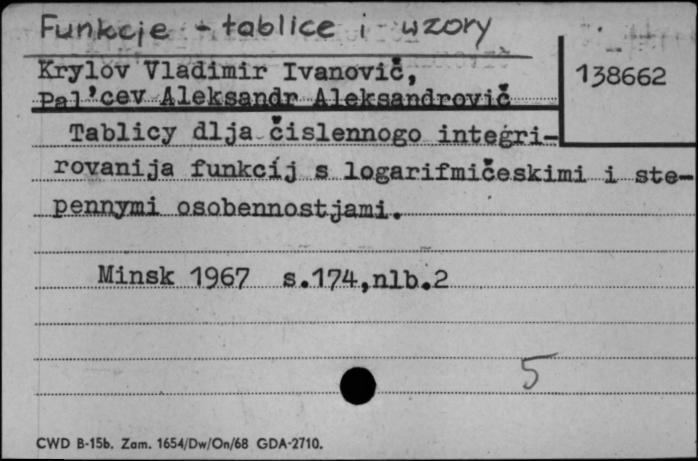 Funkcje - tablice i wzory
Krylov Vladimir Ivanovič,
138662
Pal'cev Aleksandr Aleksandrovič
Tablicy dlja čislennogo integri-
rovanija funkcij s logarifmičeskimi i ste-
pennymi osobennostjami.
Minsk 1967 s.174,nlb.2
5
CWD B-15b. Zam. 1654/Dw/On/68 GDA-2710.